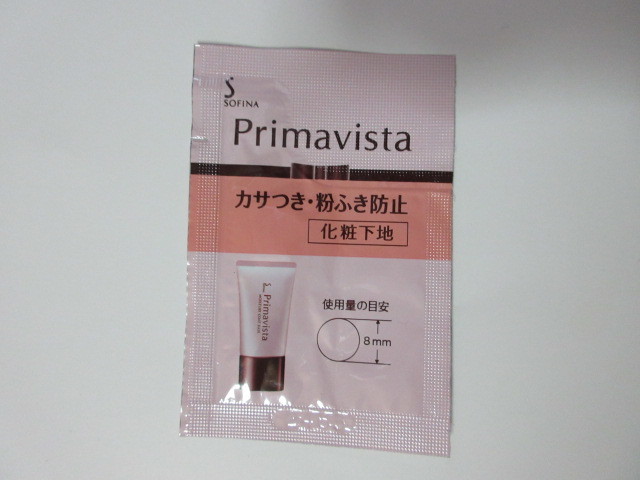 S
SOFINA
Primavista
カサつき・粉ふき防止
化粧下地
使用量の目安
8mm
S Primavista